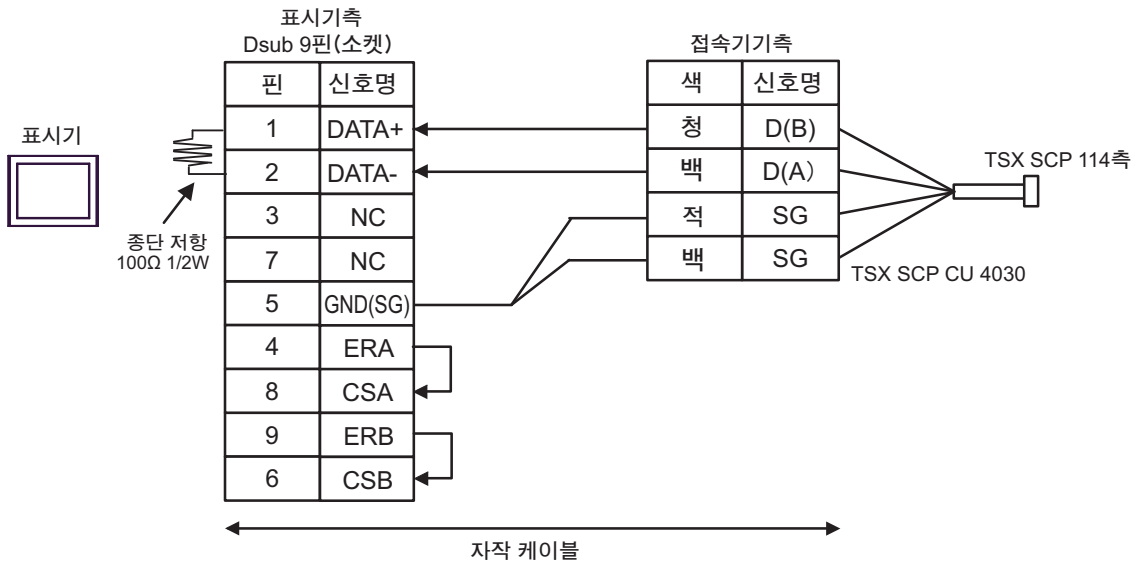 표시기측
Dsub 9핀(소켓)
접속기기측
핀 신호명
색 신호명
1 DATA+
청 D(B)
표시기
TSX SCP 114측
2 DATA-
백 D(A)
3 NC
적 SG
종단 저항
100Ω 1/2W
7 NC
백 SG
TSX SCP CU 4030
5 GND(SG)
4 ERA
8 CSA
9 ERB
6 CSB
자작 케이블